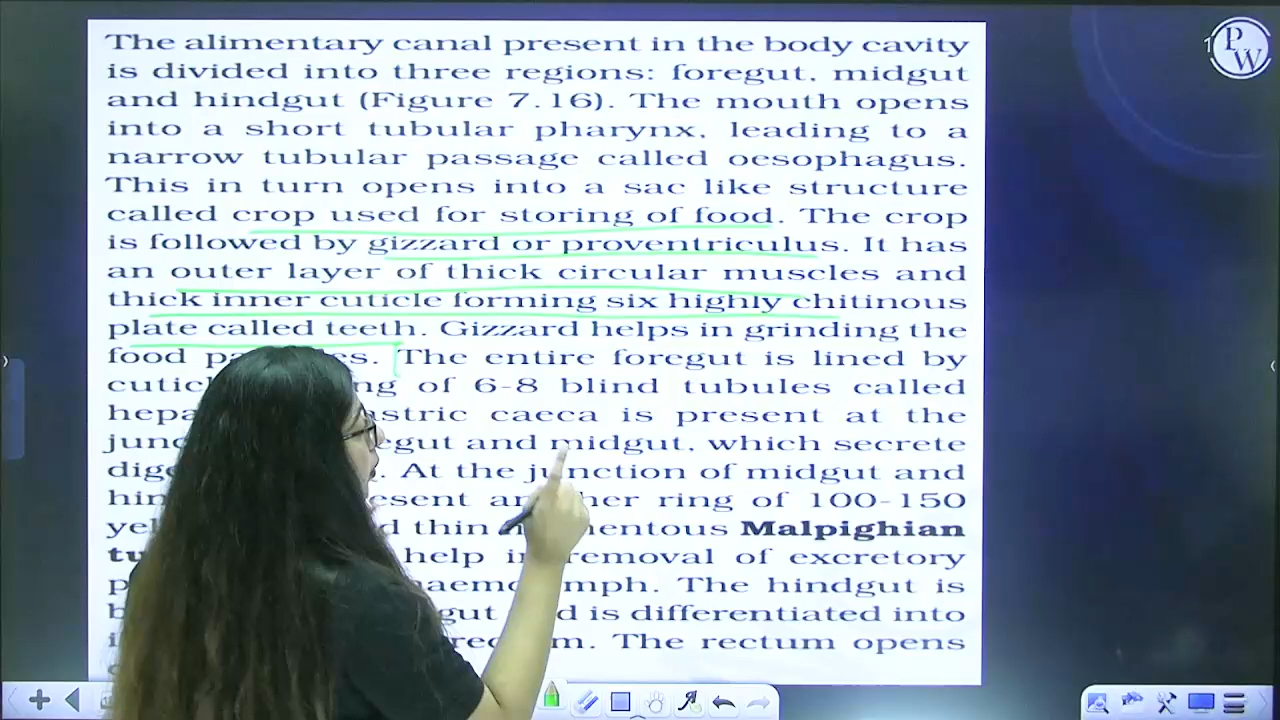 The alimentary canal present in the body cavity
is divided into three regions: foregut, midgut
and hindgut (Figure 7.16). The mouth opens
into a short tubular pharynx, leading to a
narrow tubular passage called oesophagus.
This in turn opens into a sac like structure
called crop used for storing of food. The crop
is followed by gizzard or proventriculus. It has
an outer layer of thick circular muscles and
thick inner cuticle forming six highly chitinous
plate called teeth. Gizzard helps in grinding the
food The entire foregut is lined by
of 6-8 blind tubules called
caeca is present at the
and midgut, which secrete
At the junction of midgut and
ring of 100-150
thin Malpighian
help in removal of excretory
The hindgut is
is differentiated into
The rectum opens
PW